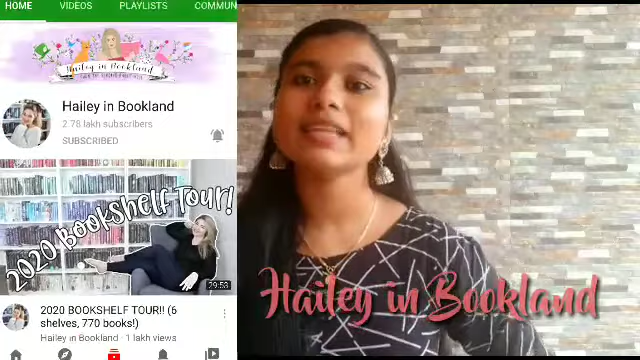 HOME VIDEOS PLAYLISTS COMMUN
Hailey in Bookland
Hailey in Bookland
2.78 lakh subscribers
SUBSCRIBED
2020 BOOKSHELF TOUR!
29:53
2020 BOOKSHELF TOUR!! (6
shelves, 770 books!)
Hailey in Bookland · 1 lakh views
Hailey in Bookland